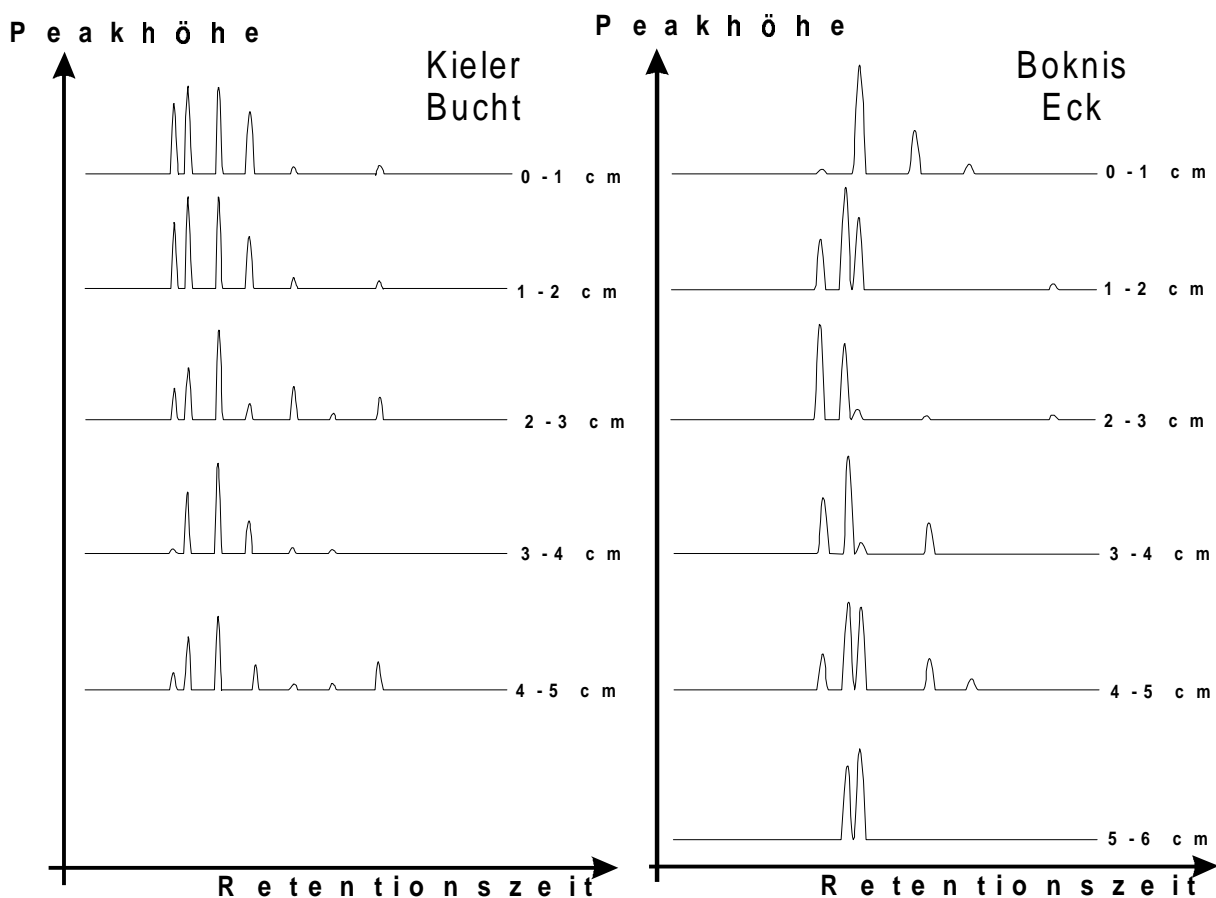 Peakhöhe
Kieler
Bucht
0-1 cm
1-2 cm
2-3 cm
3-4 cm
4-5 cm
Retentionszeit
Peakhöhe
Boknis
Eck
0-1 cm
1-2 cm
2-3 cm
3-4 cm
4-5 cm
5-6 cm
Retentionszeit